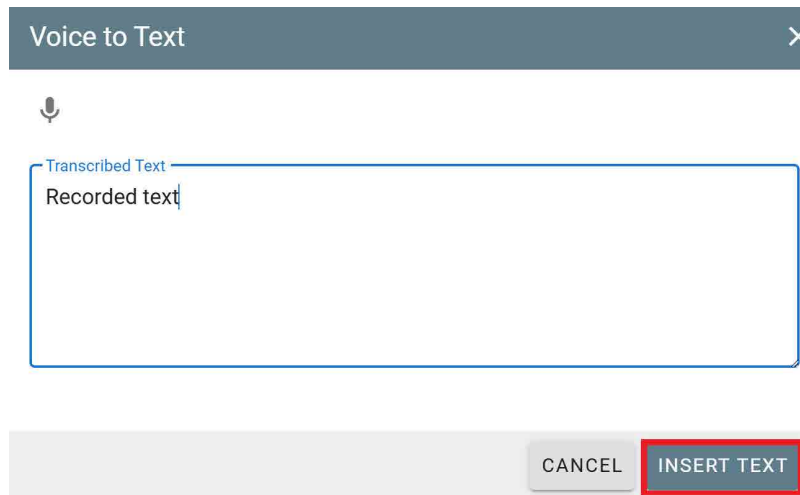 Voice to Text
Transcribed Text
Recorded text
CANCEL
INSERT TEXT